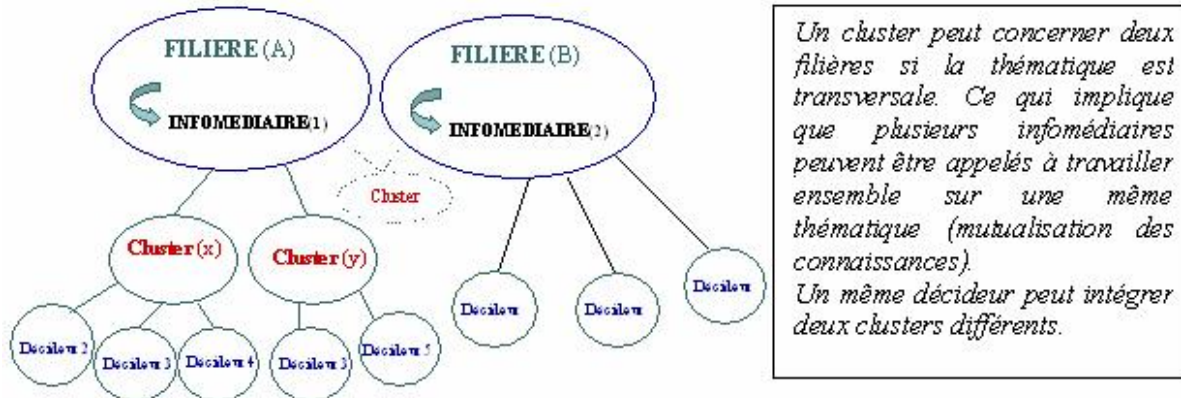 FILIERE (A)
INFOMEDIAIRE(1)
FILIERE (B)
INFOMEDIAIRE(2)
Cluster
Cluster (x)
Cluster (y)
Décideur 2
Décideur 3
Décideur 4
Décideur 3
Décideur 5
Décideur
Décideur
Décideur
Un cluster peut concerner deux
filières si la thématique est
transversale. Ce qui implique
que plusieurs infomédiaires
peuvent être appelés à travailler
ensemble sur une même
thématique (mutualisation des
connaissances).
Un même décideur peut intégrer
deux clusters différents.